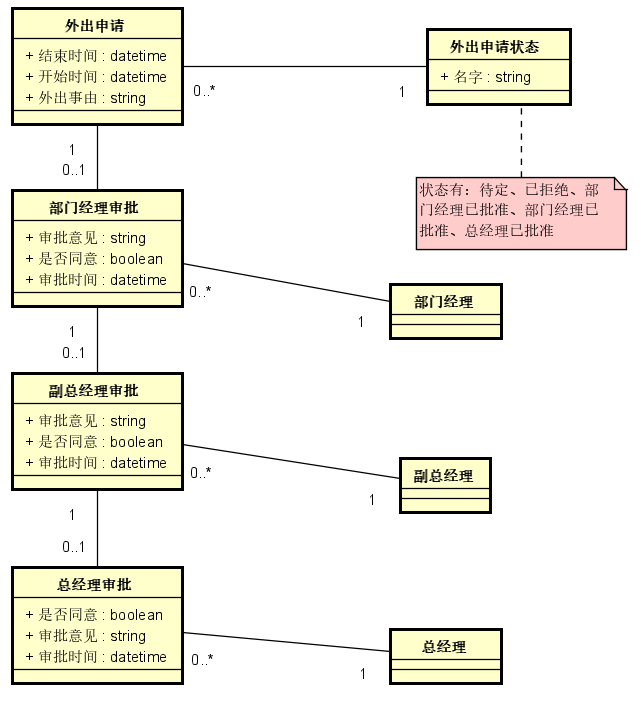 外出申请
+ 结束时间 : datetime
+ 开始时间 : datetime
+ 外出事由 : string
0..*
1
外出申请状态
+ 名字 : string
状态有：待定、已拒绝、部
门经理已批准、部门经理已
批准、总经理已批准
1
0..1
部门经理审批
+ 审批意见 : string
+ 是否同意 : boolean
+ 审批时间 : datetime
0..*
1
部门经理
1
0..1
副总经理审批
+ 审批意见 : string
+ 是否同意 : boolean
+ 审批时间 : datetime
0..*
1
副总经理
1
0..1
总经理审批
+ 是否同意 : boolean
+ 审批意见 : string
+ 审批时间 : datetime
0..*
1
总经理